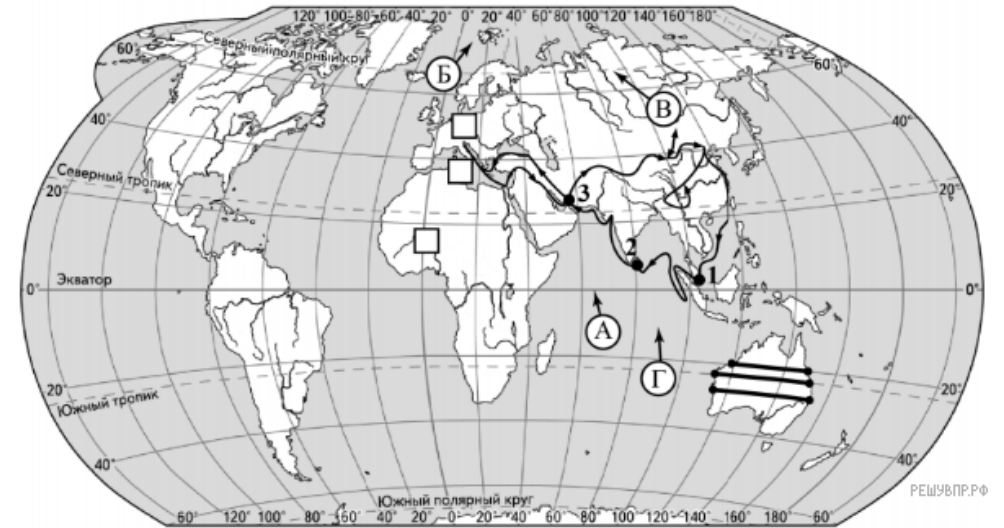 120° 100° 80° 60° 40° 20° 0° 20° 40° 60° 80° 100° 120° 140° 160° 180°
60° Северный полярный круг 60°
Б
В
40° 40°
Северный тропик
20° 20°
3
2
1
Экватор
0° 0°
А
Г
20° 20°
Южный тропик
40° 40°
РЕШУВПР.РФ
Южный полярный круг
60° 120° 100° 80° 60° 40° 20° 0° 20° 40° 60° 80° 100° 120° 140° 60°